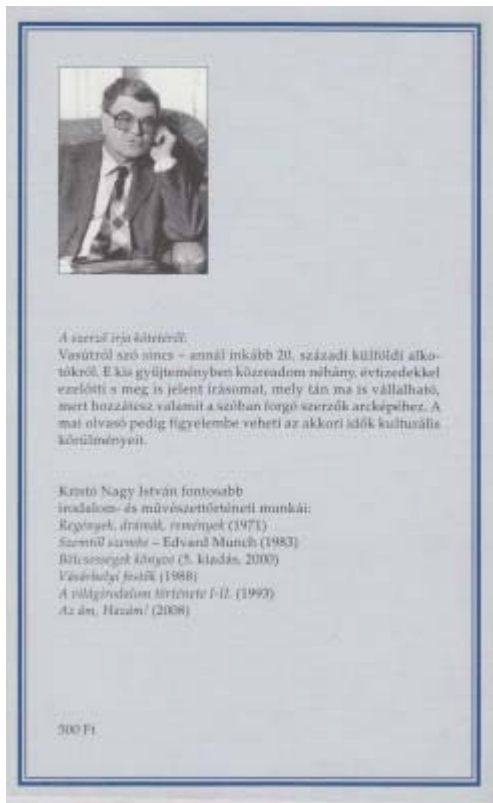 A szerző írja kötetéről:
Vasútról szó sincs – annál inkább 20. századi külföldi alko-
tókról. E kis gyűjteményben közreadom néhány, évtizedekkel
ezelőtti s meg is jelent írásomat, mely tán ma is vállalható,
mert hozzátesz valamit a szóban forgó szerzők arcképéhez. A
mai olvasó pedig figyelembe veheti az akkori idők kulturális
körülményeit.
Kristó Nagy István fontosabb
irodalom- és művészettörténeti munkái:
Regények, drámák, remények (1971)
Szemtől szembe – Edvard Munch (1983)
Bölcsességek könyve (5. kiadás, 2000)
Vásárhelyi festők (1988)
A világirodalom története I-II. (1993)
Az ám, Hazám! (2008)
500 Ft